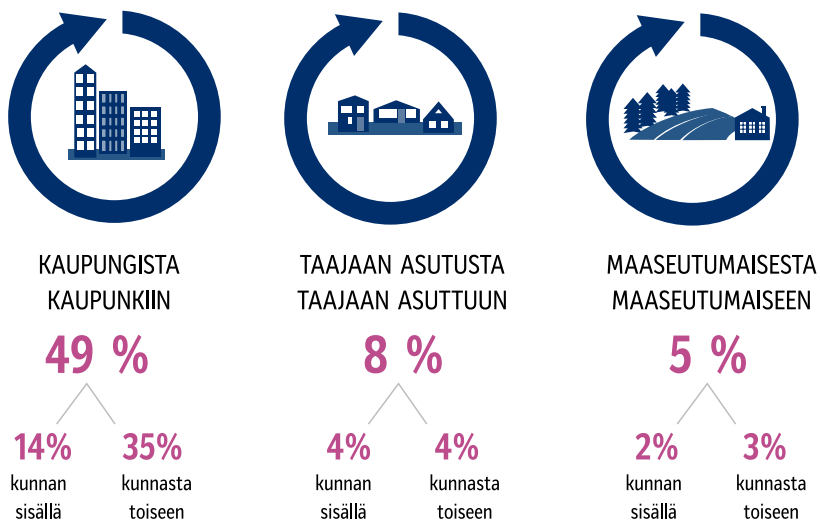 KAUPUNGISTA
KAUPUNKIIN
49 %
14%
kunnan
sisällä
35%
kunnasta
toiseen
TAAJAAN ASUTUSTA
TAAJAAN ASUTTUUN
8 %
4%
kunnan
sisällä
4%
kunnasta
toiseen
MAASEUTUMAISESTA
MAASEUTUMAISEEN
5 %
2%
kunnan
sisällä
3%
kunnasta
toiseen